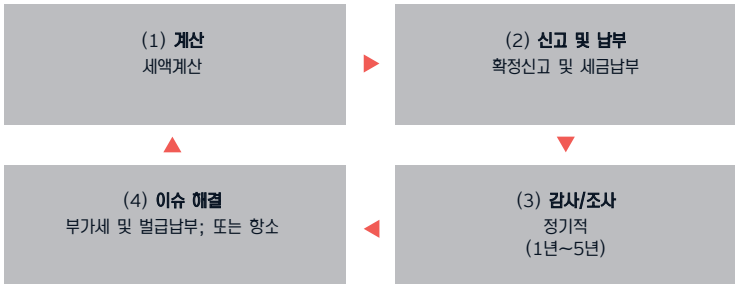 (1) 계산
세액계산
(2) 신고 및 납부
확정신고 및 세금납부
(3) 감사/조사
정기적
(1년~5년)
(4) 이슈 해결
부가세 및 벌급납부; 또는 항소